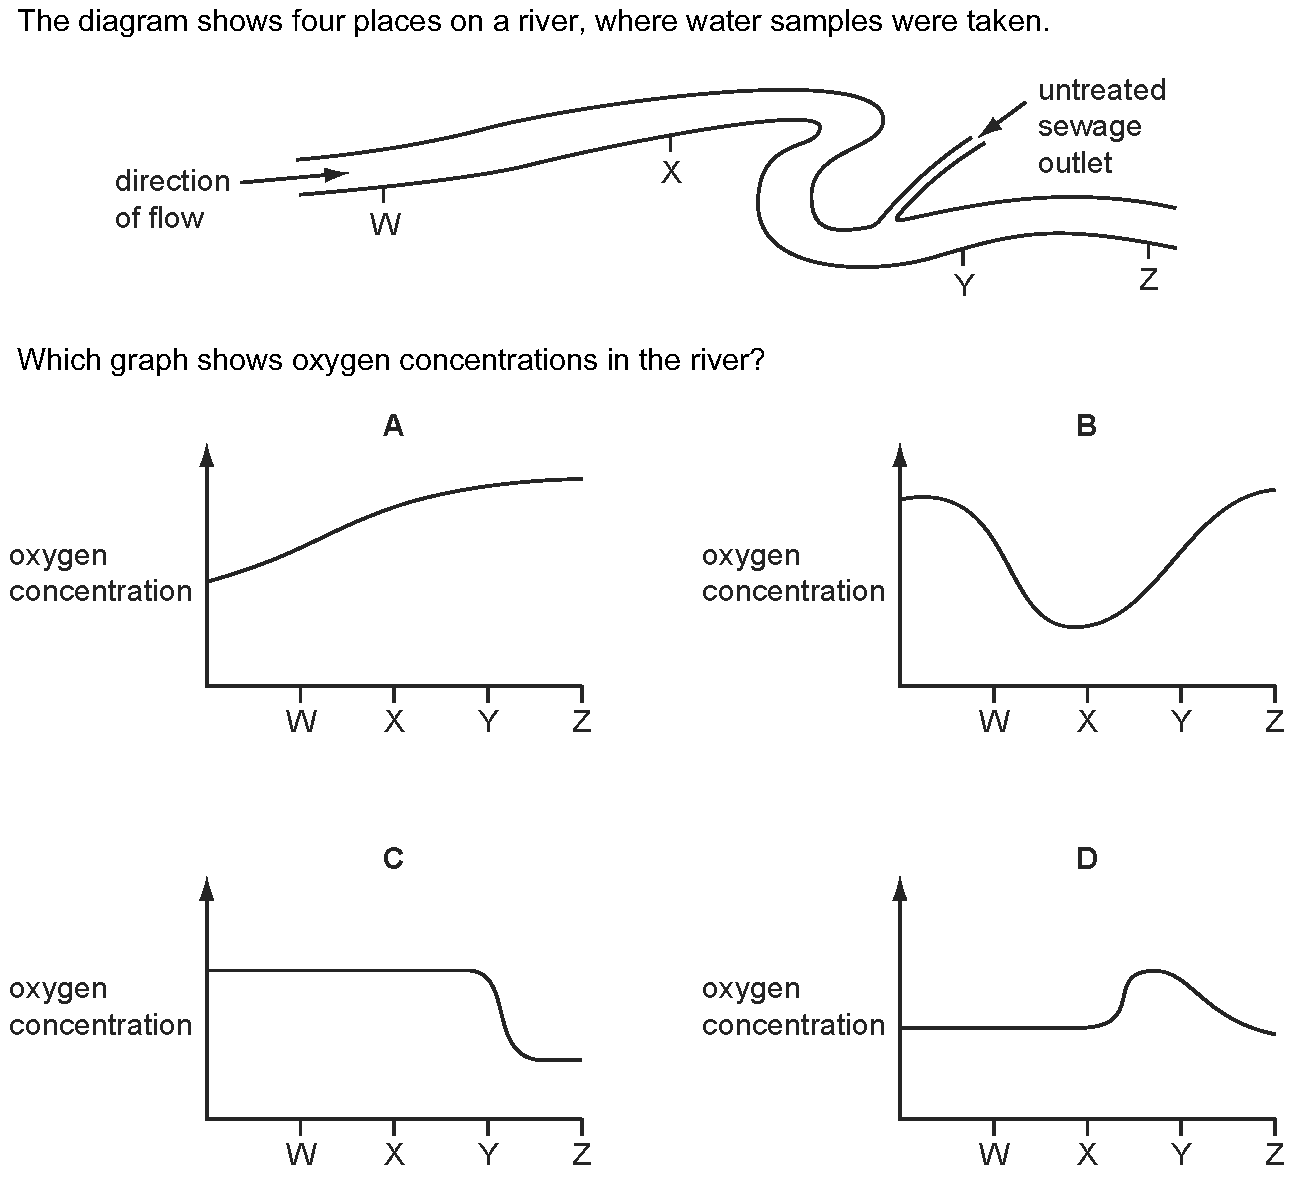 The diagram shows four places on a river, where water samples were taken.
untreated
sewage
outlet
direction
of flow
W
X
Y
Z
Which graph shows oxygen concentrations in the river?
A
oxygen
concentration
W X Y Z
B
oxygen
concentration
W X Y Z
C
oxygen
concentration
W X Y Z
D
oxygen
concentration
W X Y Z